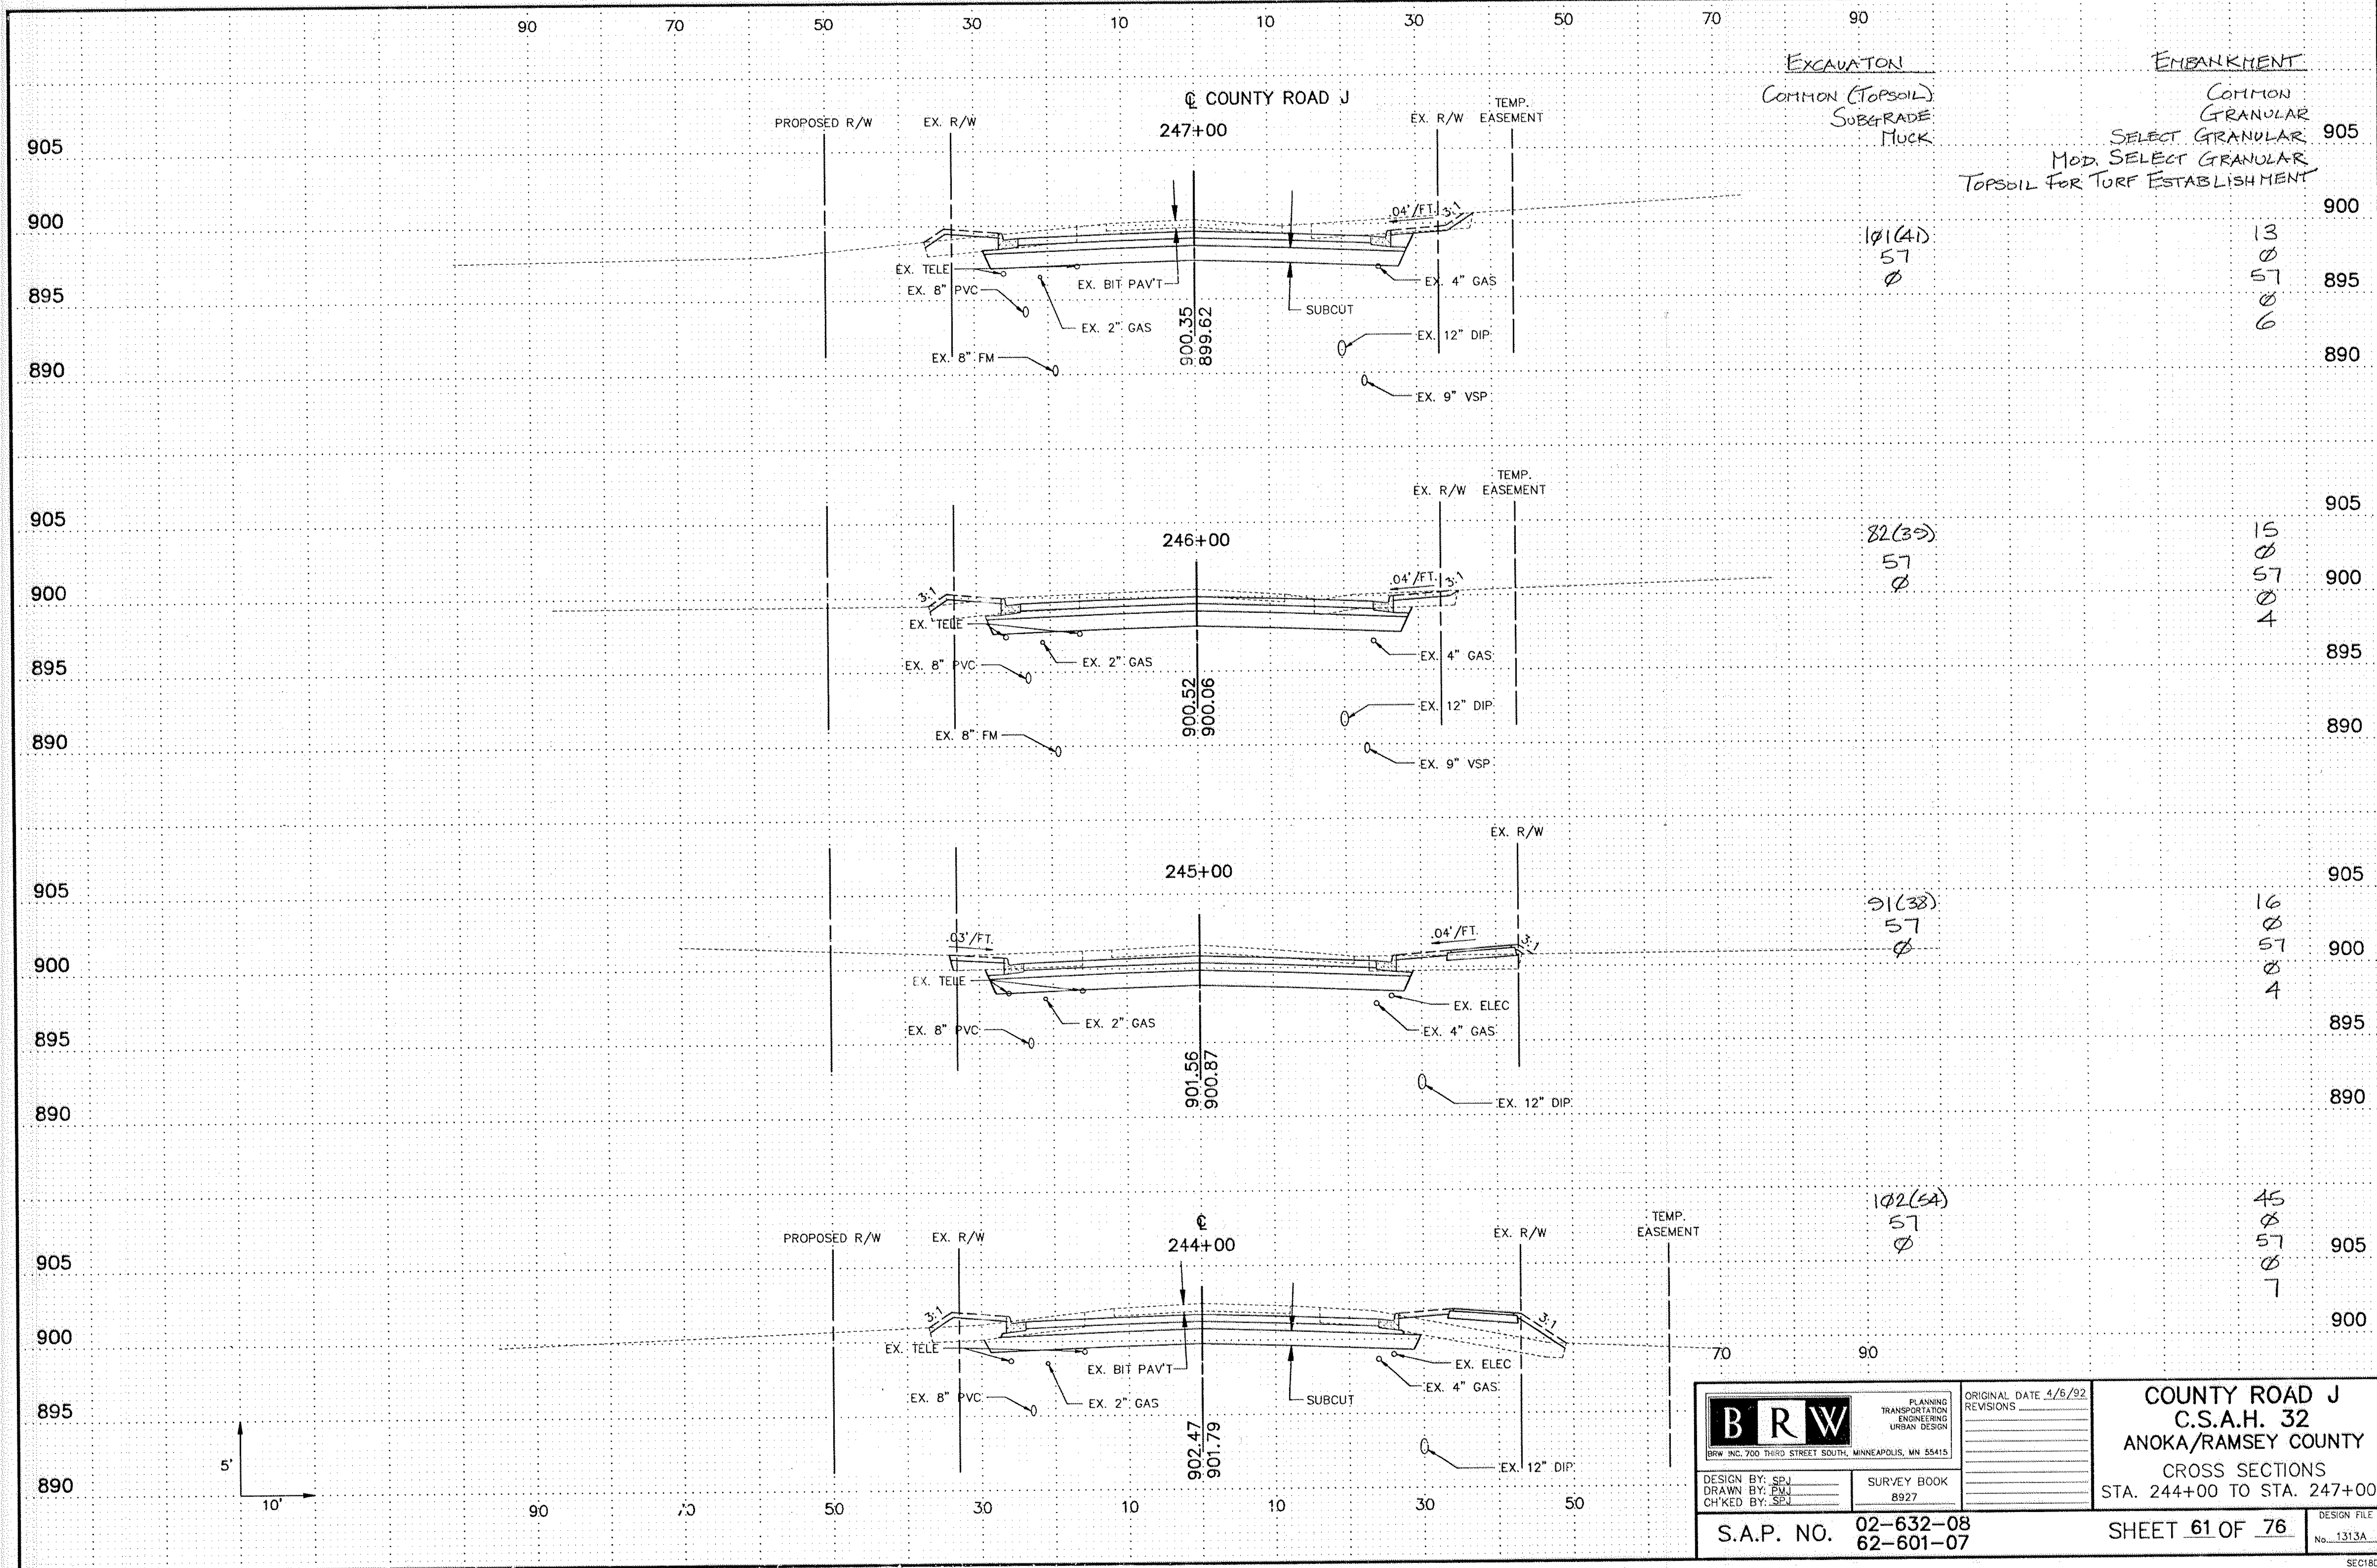 90 70 50 30 10 10 30 50 70 90
EXCAVATON
EMBANKMENT
COMMON (TOPSOIL)
SUBGRADE
MUCK
COMMON
GRANULAR
SELECT GRANULAR
MOD. SELECT GRANULAR
TOPSOIL FOR TURF ESTABLISHMENT
℄ COUNTY ROAD J
247+00
PROPOSED R/W
EX. R/W
EX. R/W
TEMP.
EASEMENT
905
900
895
890
905
900
895
890
.04'/FT.
3:1
EX. TELE
EX. 8" PVC
EX. BIT PAV'T
EX. 2" GAS
EX. 8" FM
900.35
899.62
SUBCUT
EX. 4" GAS
EX. 12" DIP
EX. 9" VSP
1Ø1(41)
57
Ø
13
Ø
57
Ø
6
246+00
EX. R/W
TEMP.
EASEMENT
905
900
895
890
905
900
895
890
3:1
.04'/FT.
3:1
EX. TELE
EX. 8" PVC
EX. 2" GAS
EX. 8" FM
900.52
900.06
EX. 4" GAS
EX. 12" DIP
EX. 9" VSP
82(39)
57
Ø
15
Ø
57
Ø
4
245+00
EX. R/W
905
900
895
890
905
900
895
890
.03'/FT.
.04'/FT.
3:1
EX. TELE
EX. 8" PVC
EX. 2" GAS
901.56
900.87
EX. ELEC
EX. 4" GAS
EX. 12" DIP
91(38)
57
Ø
16
Ø
57
Ø
4
℄
244+00
PROPOSED R/W
EX. R/W
EX. R/W
TEMP.
EASEMENT
905
900
895
890
905
900
3:1
3:1
EX. TELE
EX. 8" PVC
EX. BIT PAV'T
EX. 2" GAS
902.47
901.79
SUBCUT
EX. ELEC
EX. 4" GAS
EX. 12" DIP
1Ø2(54)
57
Ø
45
Ø
57
Ø
7
70 90
5'
10'
90 70 50 30 10 10 30 50
BRW
PLANNING
TRANSPORTATION
ENGINEERING
URBAN DESIGN
BRW INC. 700 THIRD STREET SOUTH, MINNEAPOLIS, MN 55415
ORIGINAL DATE 4/6/92
REVISIONS
DESIGN BY: SPJ
DRAWN BY: PMJ
CH'KED BY: SPJ
SURVEY BOOK
8927
COUNTY ROAD J
C.S.A.H. 32
ANOKA/RAMSEY COUNTY
CROSS SECTIONS
STA. 244+00 TO STA. 247+00
S.A.P. NO. 02-632-08
62-601-07
SHEET 61 OF 76
DESIGN FILE
No. 1313A